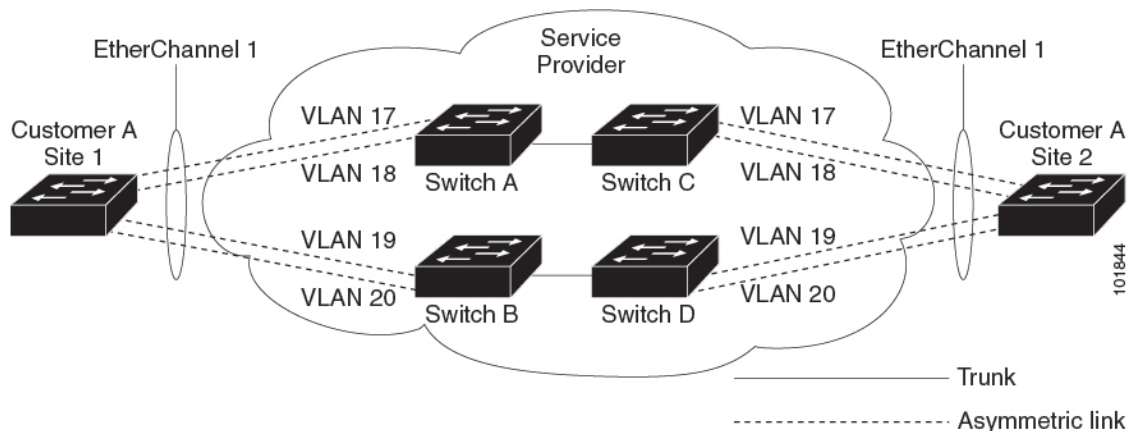 EtherChannel 1
Service
Provider
EtherChannel 1
Customer A
Site 1
VLAN 17
VLAN 18
Switch A
Switch C
VLAN 17
VLAN 18
Customer A
Site 2
VLAN 19
VLAN 20
Switch B
Switch D
VLAN 19
VLAN 20
101844
Trunk
Asymmetric link